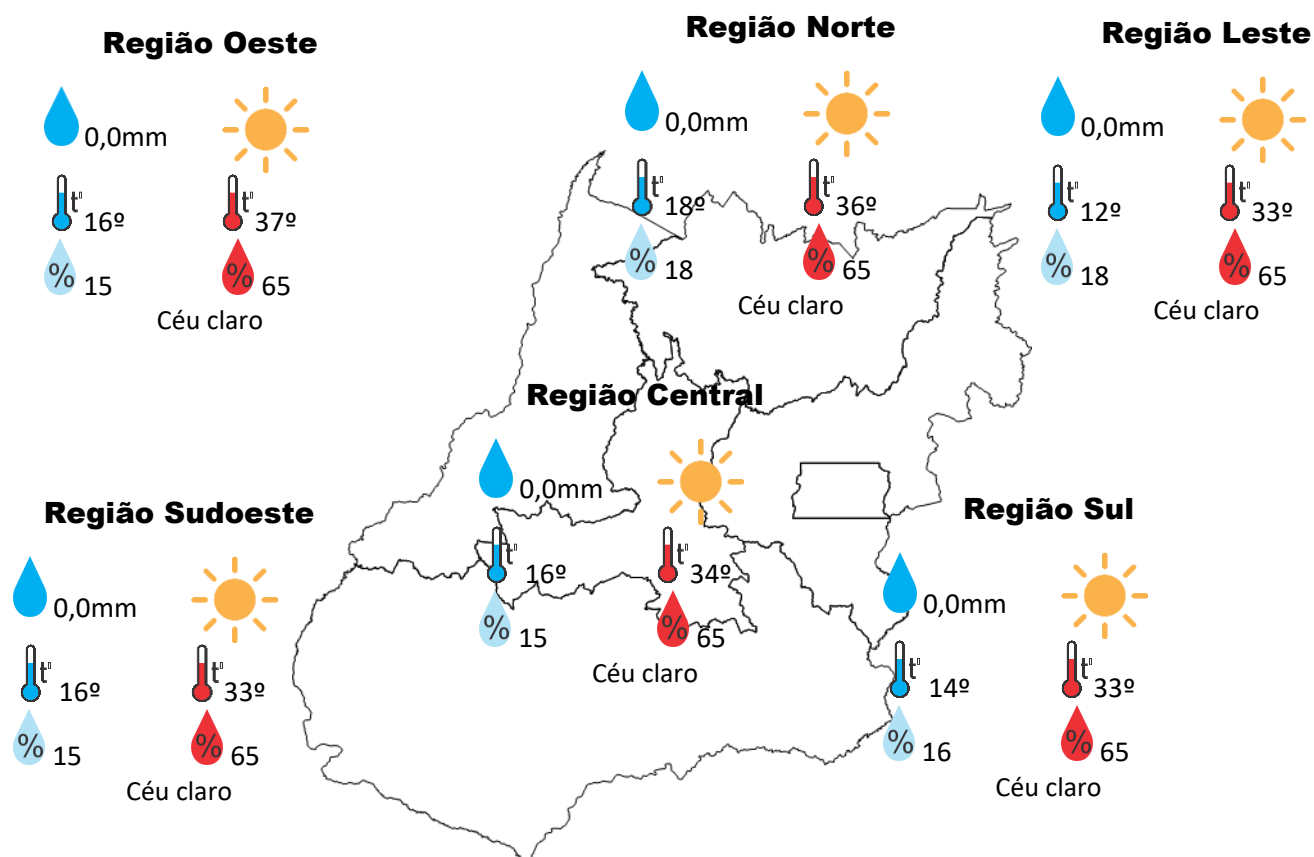 Região Oeste
0,0mm
t°
16º
t°
37º
% 15
% 65
Céu claro
Região Norte
0,0mm
t°
18º
t°
36º
% 18
% 65
Céu claro
Região Leste
0,0mm
t°
12º
t°
33º
% 18
% 65
Céu claro
Região Central
0,0mm
t°
16º
t°
34º
% 15
% 65
Céu claro
Região Sudoeste
0,0mm
t°
16º
t°
33º
% 15
% 65
Céu claro
Região Sul
0,0mm
t°
14º
t°
33º
% 16
% 65
Céu claro